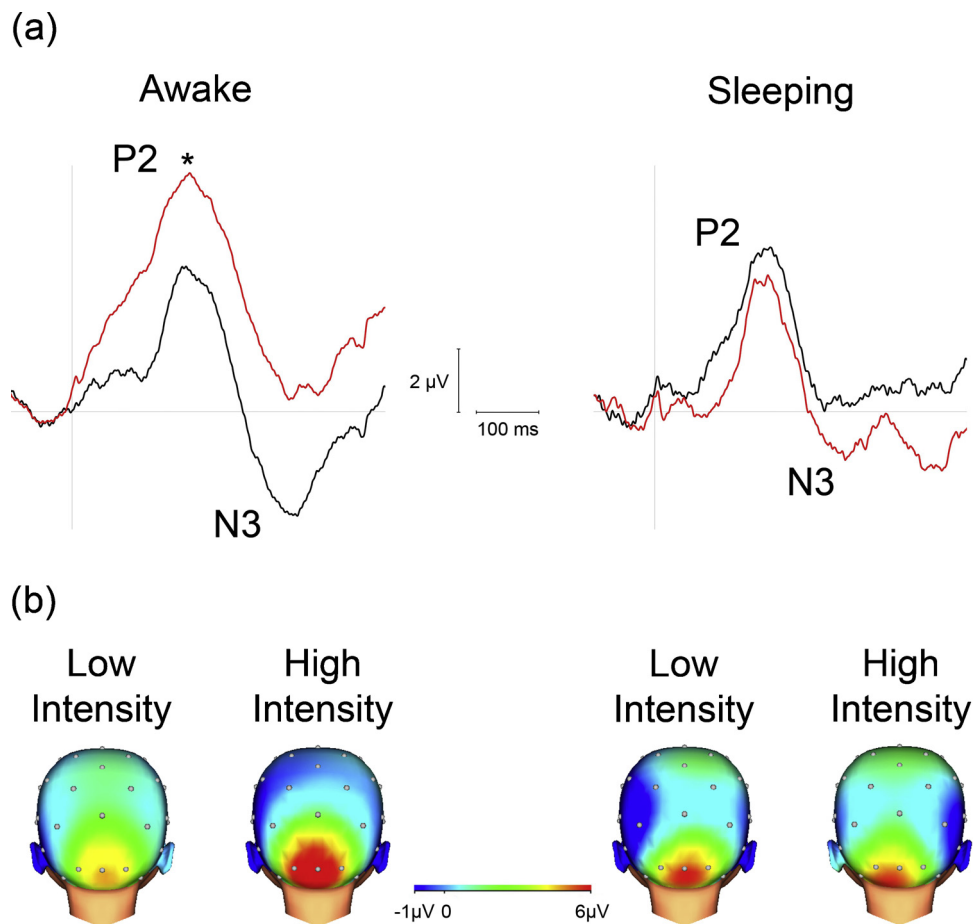 (a)
Awake
Sleeping
P2
*
P2
2 µV
100 ms
N3
N3
(b)
Low
Intensity
High
Intensity
Low
Intensity
High
Intensity
-1µV 0 6µV